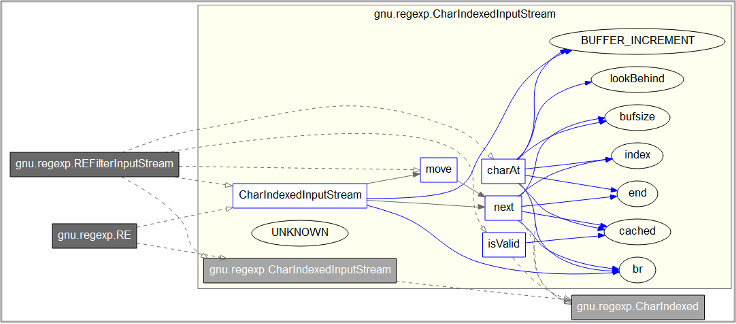 gnu.regexp.CharIndexedInputStream
BUFFER_INCREMENT
lookBehind
bufsize
gnu.regexp.REFilterInputStream
move
charAt
index
CharIndexedInputStream
next
end
gnu.regexp.RE
UNKNOWN
isValid
cached
gnu.regexp.CharIndexedInputStream
br
gnu.regexp.CharIndexed